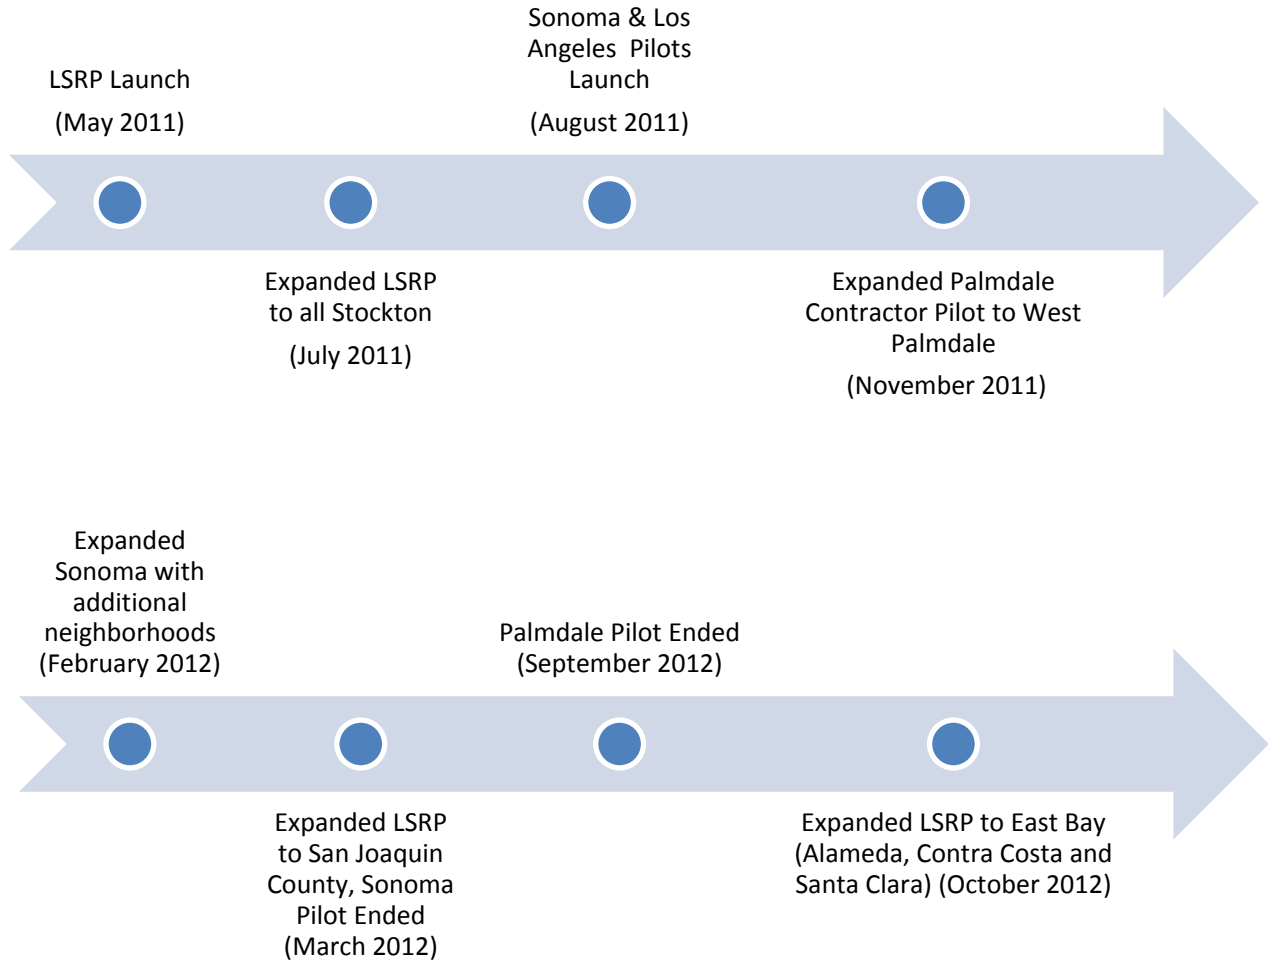 LSRP Launch
(May 2011)
Expanded LSRP
to all Stockton
(July 2011)
Sonoma & Los
Angeles  Pilots
Launch
(August 2011)
Expanded Palmdale
Contractor Pilot to West
Palmdale
(November 2011)
Expanded
Sonoma with
additional
neighborhoods
(February 2012)
Expanded LSRP
to San Joaquin
County, Sonoma
Pilot Ended
(March 2012)
Palmdale Pilot Ended
(September 2012)
Expanded LSRP to East Bay
(Alameda, Contra Costa and
Santa Clara) (October 2012)